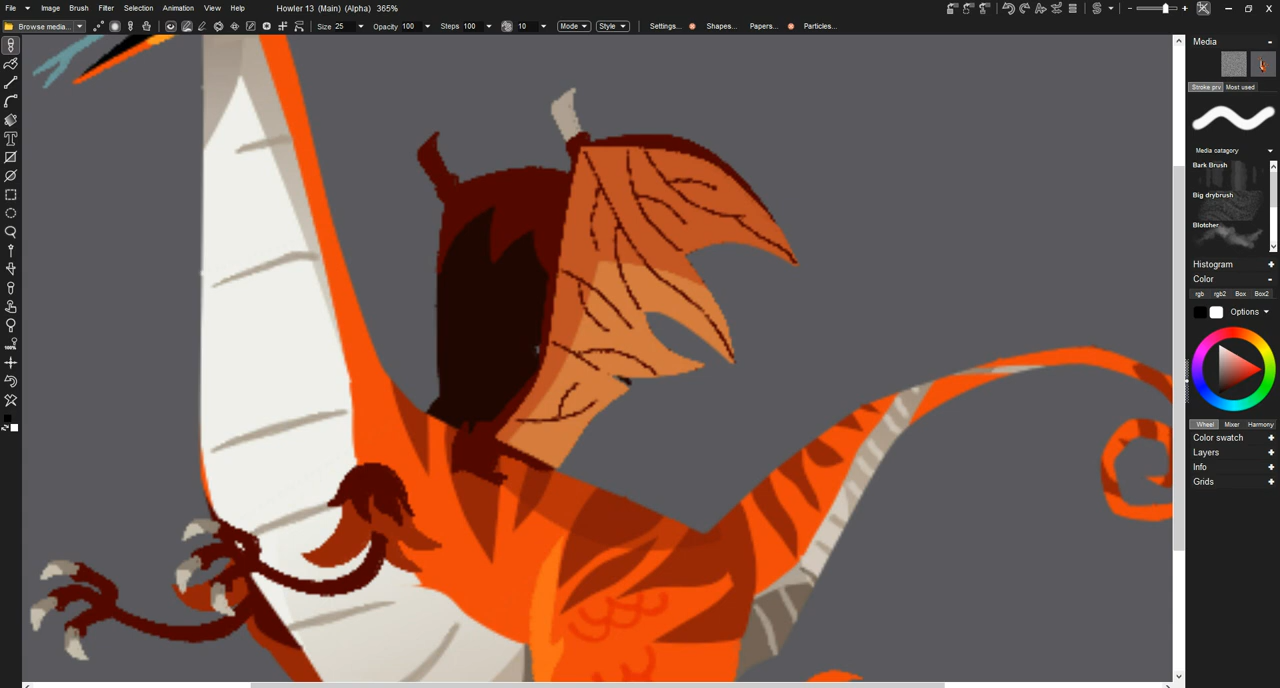 File Image Brush Filter Selection Animation View Help Howler 13 (Main) (Alpha) 365%
Browse media... Size 25 Opacity 100 Steps 100 10 Mode Style Settings... Shapes... Papers... Particles...
Media
Stroke prv Most used
Media catagory
Bark Brush
Big drybrush
Blotcher
Histogram
Color
rgb rgb2 Box Box2
Options
Wheel Mixer Harmony
Color swatch
Layers
Info
Grids